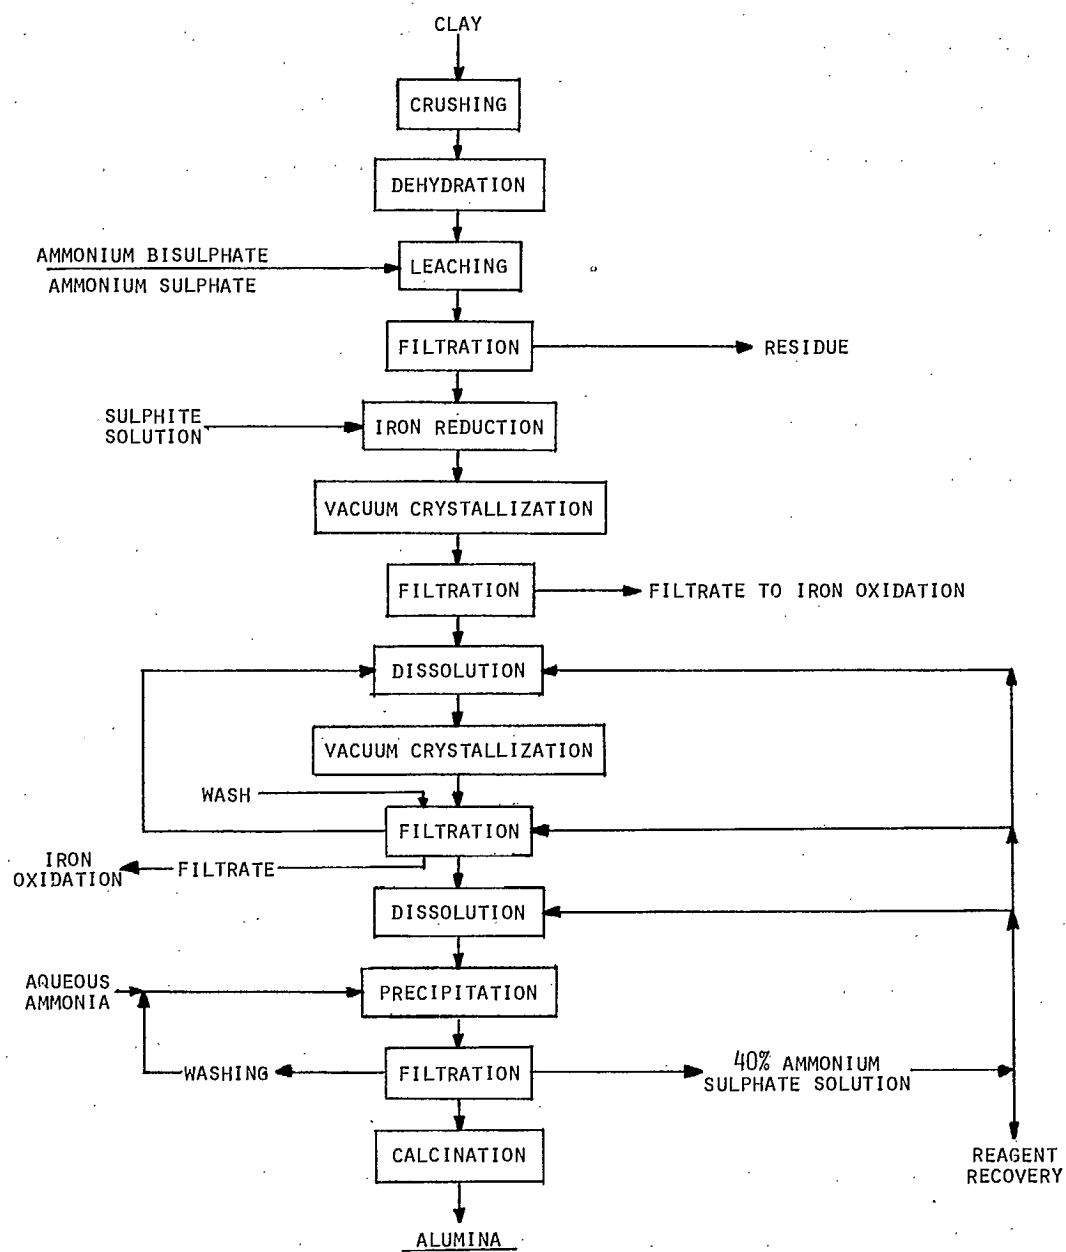 CLAY
CRUSHING
DEHYDRATION
AMMONIUM BISULPHATE
AMMONIUM SULPHATE
LEACHING
FILTRATION
RESIDUE
SULPHITE
SOLUTION
IRON REDUCTION
VACUUM CRYSTALLIZATION
FILTRATION
FILTRATE TO IRON OXIDATION
DISSOLUTION
VACUUM CRYSTALLIZATION
WASH
FILTRATION
IRON
OXIDATION
FILTRATE
DISSOLUTION
AQUEOUS
AMMONIA
PRECIPITATION
WASHING
FILTRATION
40% AMMONIUM
SULPHATE SOLUTION
CALCINATION
REAGENT
RECOVERY
ALUMINA